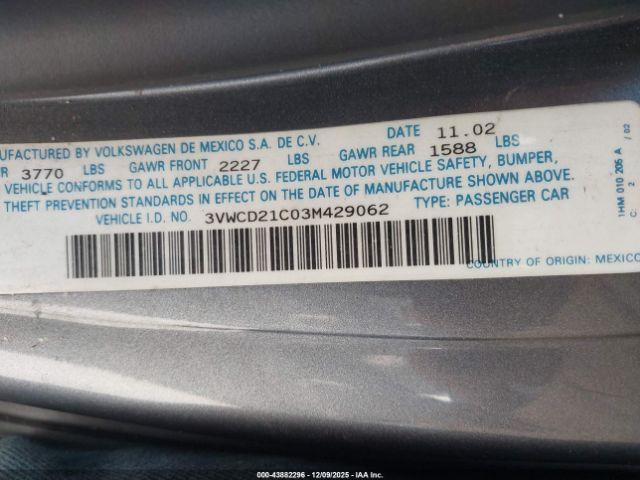 NUFACTURED BY VOLKSWAGEN DE MEXICO S.A. DE C.V. DATE 11.02
R 3770 LBS GAWR FRONT 2227 LBS GAWR REAR 1588 LBS
VEHICLE CONFORMS TO ALL APPLICABLE U.S. FEDERAL MOTOR VEHICLE SAFETY, BUMPER,
THEFT PREVENTION STANDARDS IN EFFECT ON THE DATE OF MANUFACTURE SHOWN ABOVE.
VEHICLE I.D. NO. 3VWCD21C03M429062 TYPE: PASSENGER CAR
COUNTRY OF ORIGIN: MEXICO
1HM 010 206 A / 02
C 2
000-43882296 - 12/09/2025 - IAA Inc.